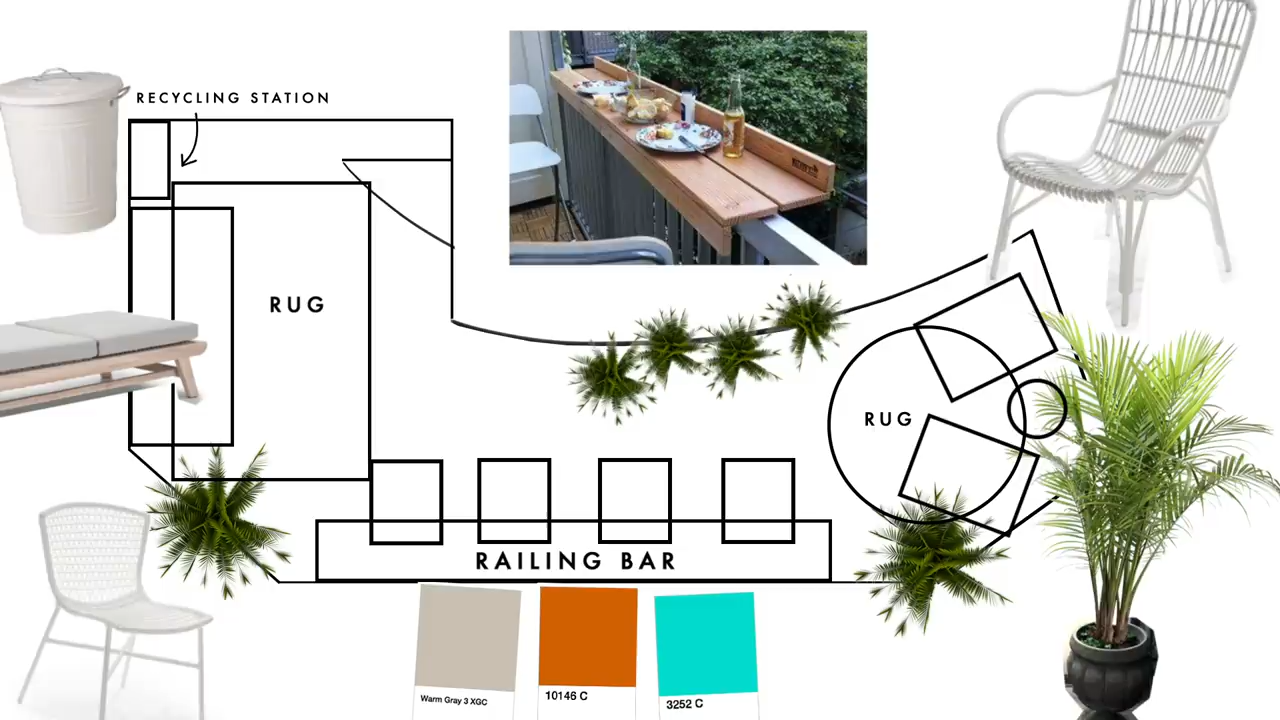 RECYCLING STATION
RUG
RUG
RAILING BAR
Warm Gray 3 XGC
10146 C
3252 C